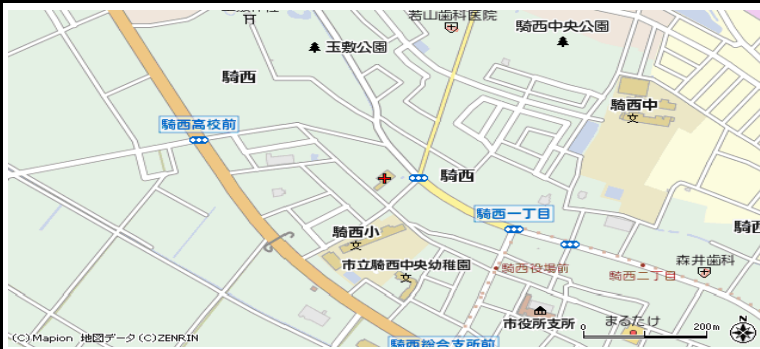 若山歯科医院
騎西中央公園
玉敷公園
騎西
騎西中
騎西高校前
騎西
騎西一丁目
騎西
騎西小
森井歯科
市立騎西中央幼稚園
騎西役場前
騎西二丁目
市役所支所
まるたけ
200m
0
騎西総合支所前
(C)Mapion 地図データ(C)ZENRIN